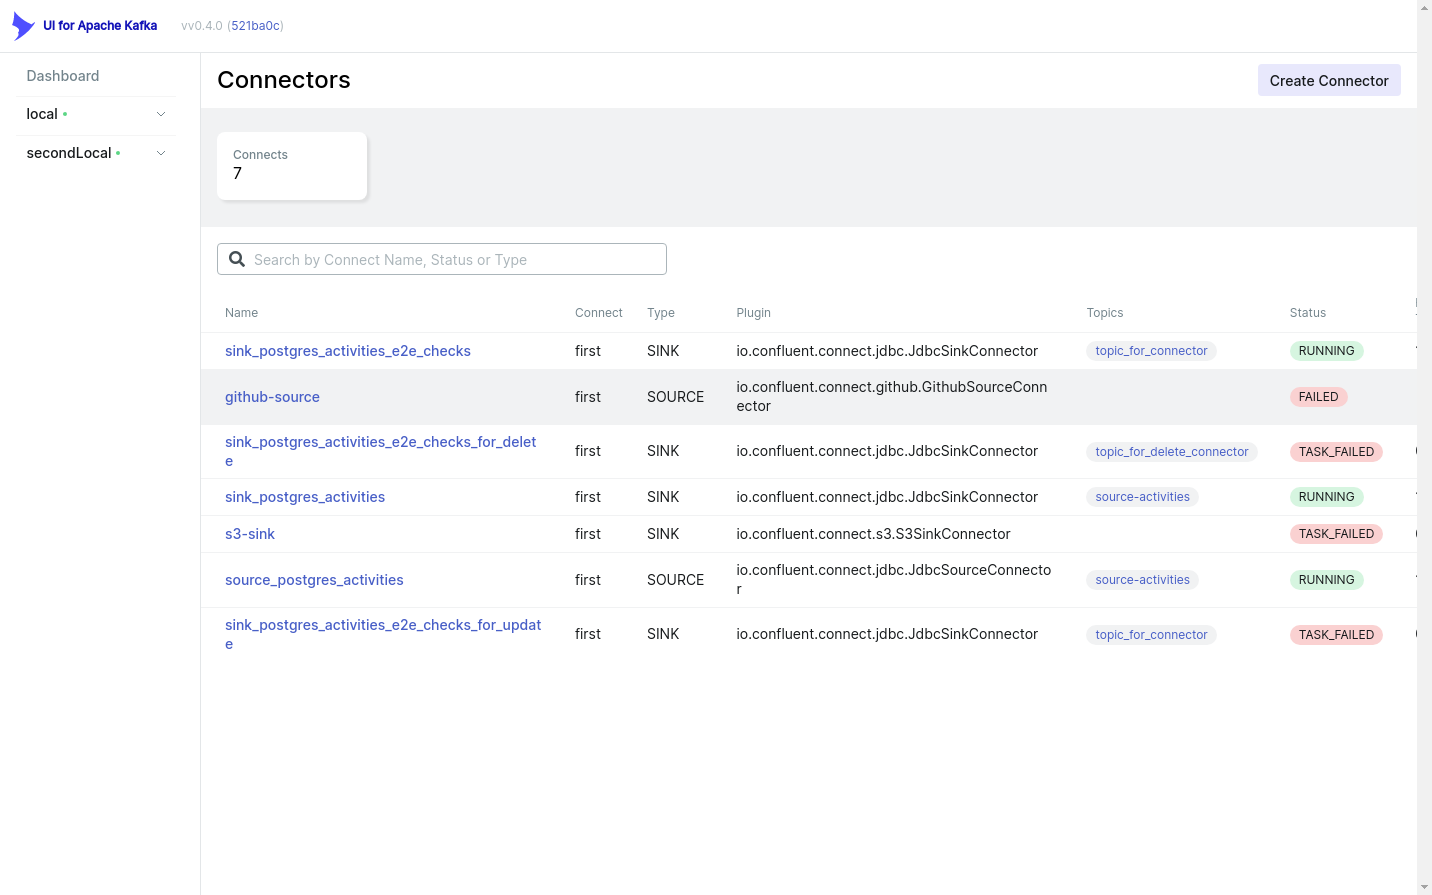 UI for Apache Kafka
vv0.4.0 (521ba0c)
Dashboard
local
secondLocal
Connectors
Create Connector
Connects
7
Search by Connect Name, Status or Type
Name Connect Type Plugin Topics Status
sink_postgres_activities_e2e_checks first SINK io.confluent.connect.jdbc.JdbcSinkConnector topic_for_connector RUNNING
github-source first SOURCE io.confluent.connect.github.GithubSourceConn
ector
FAILED
sink_postgres_activities_e2e_checks_for_delet
e
first SINK io.confluent.connect.jdbc.JdbcSinkConnector topic_for_delete_connector TASK_FAILED
sink_postgres_activities first SINK io.confluent.connect.jdbc.JdbcSinkConnector source-activities RUNNING
s3-sink first SINK io.confluent.connect.s3.S3SinkConnector TASK_FAILED
source_postgres_activities first SOURCE io.confluent.connect.jdbc.JdbcSourceConnecto
r
source-activities RUNNING
sink_postgres_activities_e2e_checks_for_updat
e
first SINK io.confluent.connect.jdbc.JdbcSinkConnector topic_for_connector TASK_FAILED